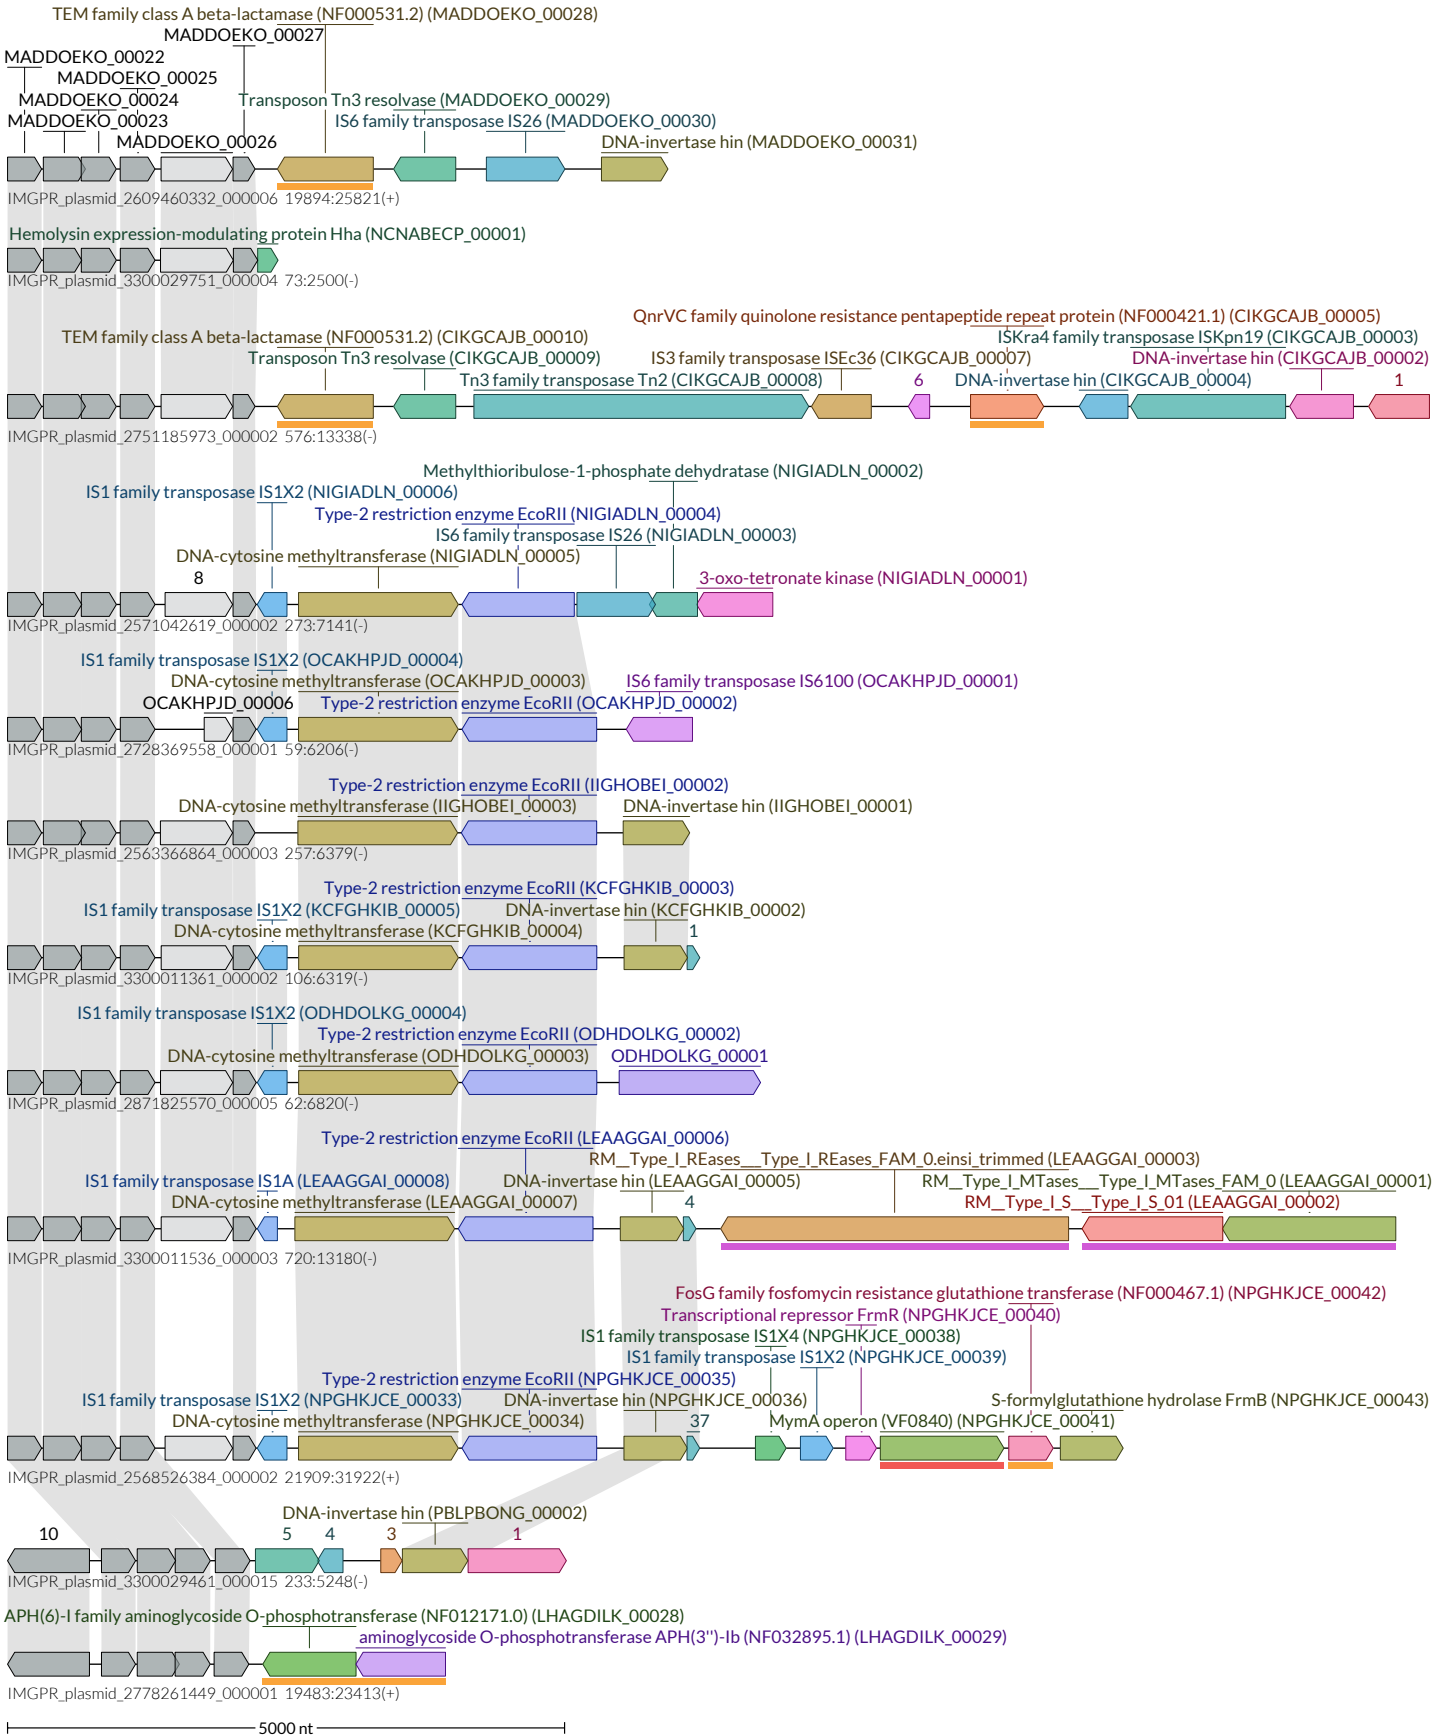 TEM family class A beta-lactamase (NF000531.2) (MADDOEKO_00028)
MADDOEKO_00027
MADDOEKO_00022
MADDOEKO_00025
MADDOEKO_00024
Transposon Tn3 resolvase (MADDOEKO_00029)
MADDOEKO_00023
IS6 family transposase IS26 (MADDOEKO_00030)
MADDOEKO_00026
DNA-invertase hin (MADDOEKO_00031)
IMGPR_plasmid_2609460332_000006 19894:25821(+)
Hemolysin expression-modulating protein Hha (NCNABECP_00001)
IMGPR_plasmid_3300029751_000004 73:2500(-)
QnrVC family quinolone resistance pentapeptide repeat protein (NF000421.1) (CIKGCAJB_00005)
TEM family class A beta-lactamase (NF000531.2) (CIKGCAJB_00010)
ISKra4 family transposase ISKpn19 (CIKGCAJB_00003)
Transposon Tn3 resolvase (CIKGCAJB_00009)
IS3 family transposase ISEc36 (CIKGCAJB_00007)
DNA-invertase hin (CIKGCAJB_00002)
Tn3 family transposase Tn2 (CIKGCAJB_00008)
6
DNA-invertase hin (CIKGCAJB_00004)
1
IMGPR_plasmid_2751185973_000002 576:13338(-)
Methylthioribulose-1-phosphate dehydratase (NIGIADLN_00002)
IS1 family transposase IS1X2 (NIGIADLN_00006)
Type-2 restriction enzyme EcoRII (NIGIADLN_00004)
IS6 family transposase IS26 (NIGIADLN_00003)
DNA-cytosine methyltransferase (NIGIADLN_00005)
8
3-oxo-tetronate kinase (NIGIADLN_00001)
IMGPR_plasmid_2571042619_000002 273:7141(-)
IS1 family transposase IS1X2 (OCAKHPJD_00004)
DNA-cytosine methyltransferase (OCAKHPJD_00003)
IS6 family transposase IS6100 (OCAKHPJD_00001)
OCAKHPJD_00006
Type-2 restriction enzyme EcoRII (OCAKHPJD_00002)
IMGPR_plasmid_2728369558_000001 59:6206(-)
Type-2 restriction enzyme EcoRII (IIGHOBEI_00002)
DNA-cytosine methyltransferase (IIGHOBEI_00003)
DNA-invertase hin (IIGHOBEI_00001)
IMGPR_plasmid_2563366864_000003 257:6379(-)
Type-2 restriction enzyme EcoRII (KCFGHKIB_00003)
IS1 family transposase IS1X2 (KCFGHKIB_00005)
DNA-invertase hin (KCFGHKIB_00002)
DNA-cytosine methyltransferase (KCFGHKIB_00004)
1
IMGPR_plasmid_3300011361_000002 106:6319(-)
IS1 family transposase IS1X2 (ODHDOLKG_00004)
Type-2 restriction enzyme EcoRII (ODHDOLKG_00002)
DNA-cytosine methyltransferase (ODHDOLKG_00003)
ODHDOLKG_00001
IMGPR_plasmid_2871825570_000005 62:6820(-)
Type-2 restriction enzyme EcoRII (LEAAGGAI_00006)
RM__Type_I_REases___Type_I_REases_FAM_0.einsi_trimmed (LEAAGGAI_00003)
IS1 family transposase IS1A (LEAAGGAI_00008)
DNA-invertase hin (LEAAGGAI_00005)
RM__Type_I_MTases___Type_I_MTases_FAM_0 (LEAAGGAI_00001)
DNA-cytosine methyltransferase (LEAAGGAI_00007)
4
RM__Type_I_S___Type_I_S_01 (LEAAGGAI_00002)
IMGPR_plasmid_3300011536_000003 720:13180(-)
FosG family fosfomycin resistance glutathione transferase (NF000467.1) (NPGHKJCE_00042)
Transcriptional repressor FrmR (NPGHKJCE_00040)
IS1 family transposase IS1X4 (NPGHKJCE_00038)
IS1 family transposase IS1X2 (NPGHKJCE_00039)
Type-2 restriction enzyme EcoRII (NPGHKJCE_00035)
IS1 family transposase IS1X2 (NPGHKJCE_00033)
DNA-invertase hin (NPGHKJCE_00036)
S-formylglutathione hydrolase FrmB (NPGHKJCE_00043)
DNA-cytosine methyltransferase (NPGHKJCE_00034)
37
MymA operon (VF0840) (NPGHKJCE_00041)
IMGPR_plasmid_2568526384_000002 21909:31922(+)
DNA-invertase hin (PBLPBONG_00002)
10
5
4
3
1
IMGPR_plasmid_3300029461_000015 233:5248(-)
APH(6)-I family aminoglycoside O-phosphotransferase (NF012171.0) (LHAGDILK_00028)
aminoglycoside O-phosphotransferase APH(3'')-Ib (NF032895.1) (LHAGDILK_00029)
IMGPR_plasmid_2778261449_000001 19483:23413(+)
5000 nt